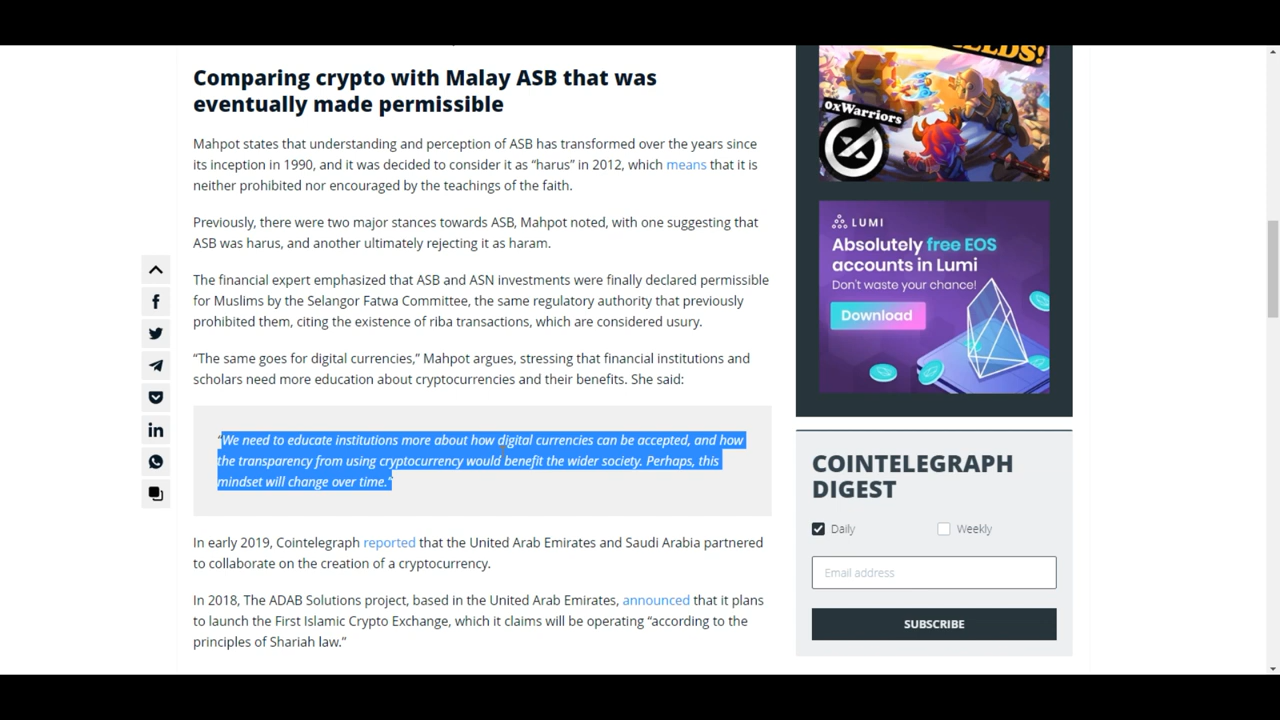 Comparing crypto with Malay ASB that was
eventually made permissible
Mahpot states that understanding and perception of ASB has transformed over the years since
its inception in 1990, and it was decided to consider it as “harus” in 2012, which means that it is
neither prohibited nor encouraged by the teachings of the faith.
Previously, there were two major stances towards ASB, Mahpot noted, with one suggesting that
ASB was harus, and another ultimately rejecting it as haram.
The financial expert emphasized that ASB and ASN investments were finally declared permissible
for Muslims by the Selangor Fatwa Committee, the same regulatory authority that previously
prohibited them, citing the existence of riba transactions, which are considered usury.
“The same goes for digital currencies,” Mahpot argues, stressing that financial institutions and
scholars need more education about cryptocurrencies and their benefits. She said:
“We need to educate institutions more about how digital currencies can be accepted, and how
the transparency from using cryptocurrency would benefit the wider society. Perhaps, this
mindset will change over time.”
In early 2019, Cointelegraph reported that the United Arab Emirates and Saudi Arabia partnered
to collaborate on the creation of a cryptocurrency.
In 2018, The ADAB Solutions project, based in the United Arab Emirates, announced that it plans
to launch the First Islamic Crypto Exchange, which it claims will be operating “according to the
principles of Shariah law.”
0xWarriors
LUMI
Absolutely free EOS
accounts in Lumi
Don't waste your chance!
Download
COINTELEGRAPH
DIGEST
Daily
Weekly
Email address
SUBSCRIBE